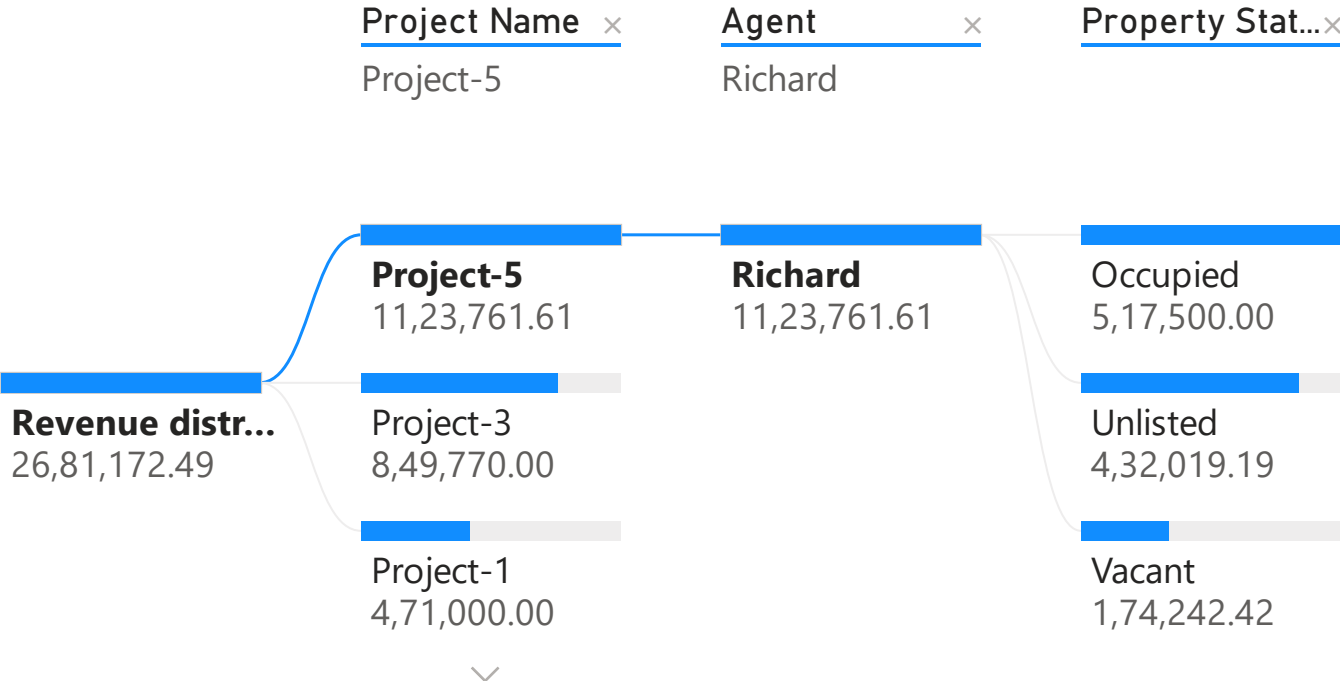 Project Name ×
Agent ×
Property Stat...×
Project-5
Richard
Project-5
11,23,761.61
Richard
11,23,761.61
Occupied
5,17,500.00
Revenue distr...
26,81,172.49
Project-3
8,49,770.00
Unlisted
4,32,019.19
Project-1
4,71,000.00
Vacant
1,74,242.42